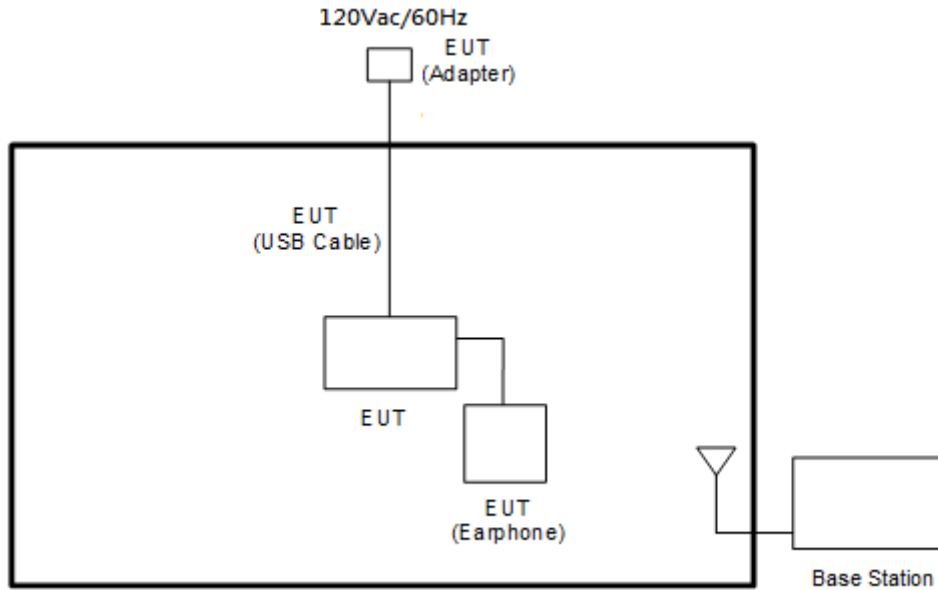 120Vac/60Hz
EUT
(Adapter)
EUT
(USB Cable)
EUT
EUT
(Earphone)
Base Station